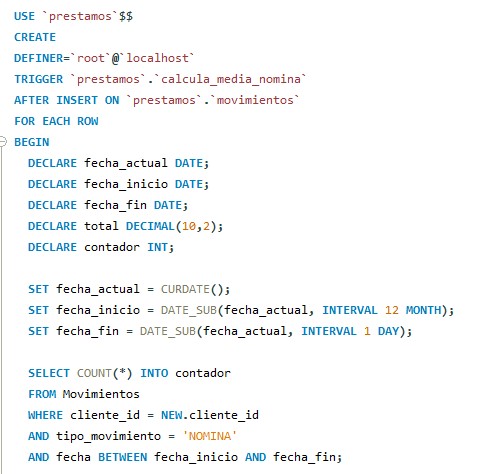 USE `prestamos`$$
CREATE
DEFINER=`root`@`localhost`
TRIGGER `prestamos`.`calcula_media_nomina`
AFTER INSERT ON `prestamos`.`movimientos`
FOR EACH ROW
BEGIN
DECLARE fecha_actual DATE;
DECLARE fecha_inicio DATE;
DECLARE fecha_fin DATE;
DECLARE total DECIMAL(10,2);
DECLARE contador INT;
SET fecha_actual = CURDATE();
SET fecha_inicio = DATE_SUB(fecha_actual, INTERVAL 12 MONTH);
SET fecha_fin = DATE_SUB(fecha_actual, INTERVAL 1 DAY);
SELECT COUNT(*) INTO contador
FROM Movimientos
WHERE cliente_id = NEW.cliente_id
AND tipo_movimiento = 'NOMINA'
AND fecha BETWEEN fecha_inicio AND fecha_fin;